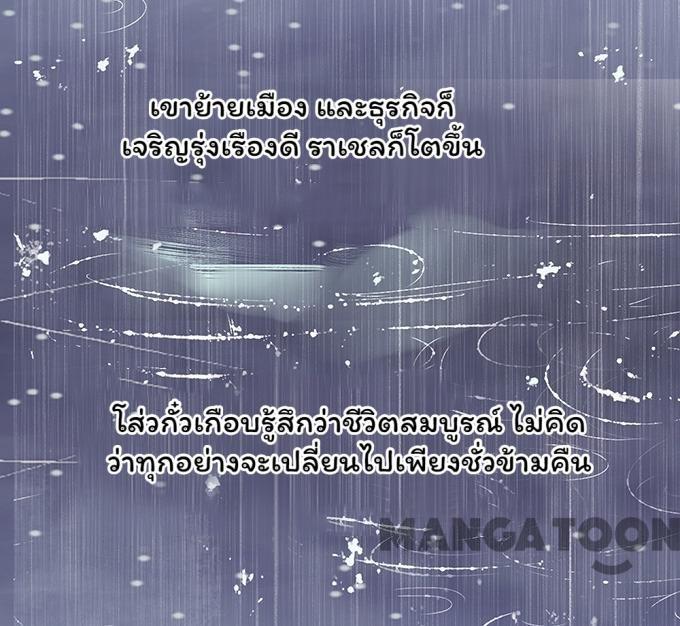 เขาย้ายเมือง และธุรกิจก็
เจริญรุ่งเรืองดี ราเชลก็โตขึ้น
โส่วกั๋วเกือบรู้สึกว่าชีวิตสมบูรณ์ ไม่คิด
ว่าทุกอย่างจะเปลี่ยนไปเพียงชั่วข้ามคืน
MANGATOON